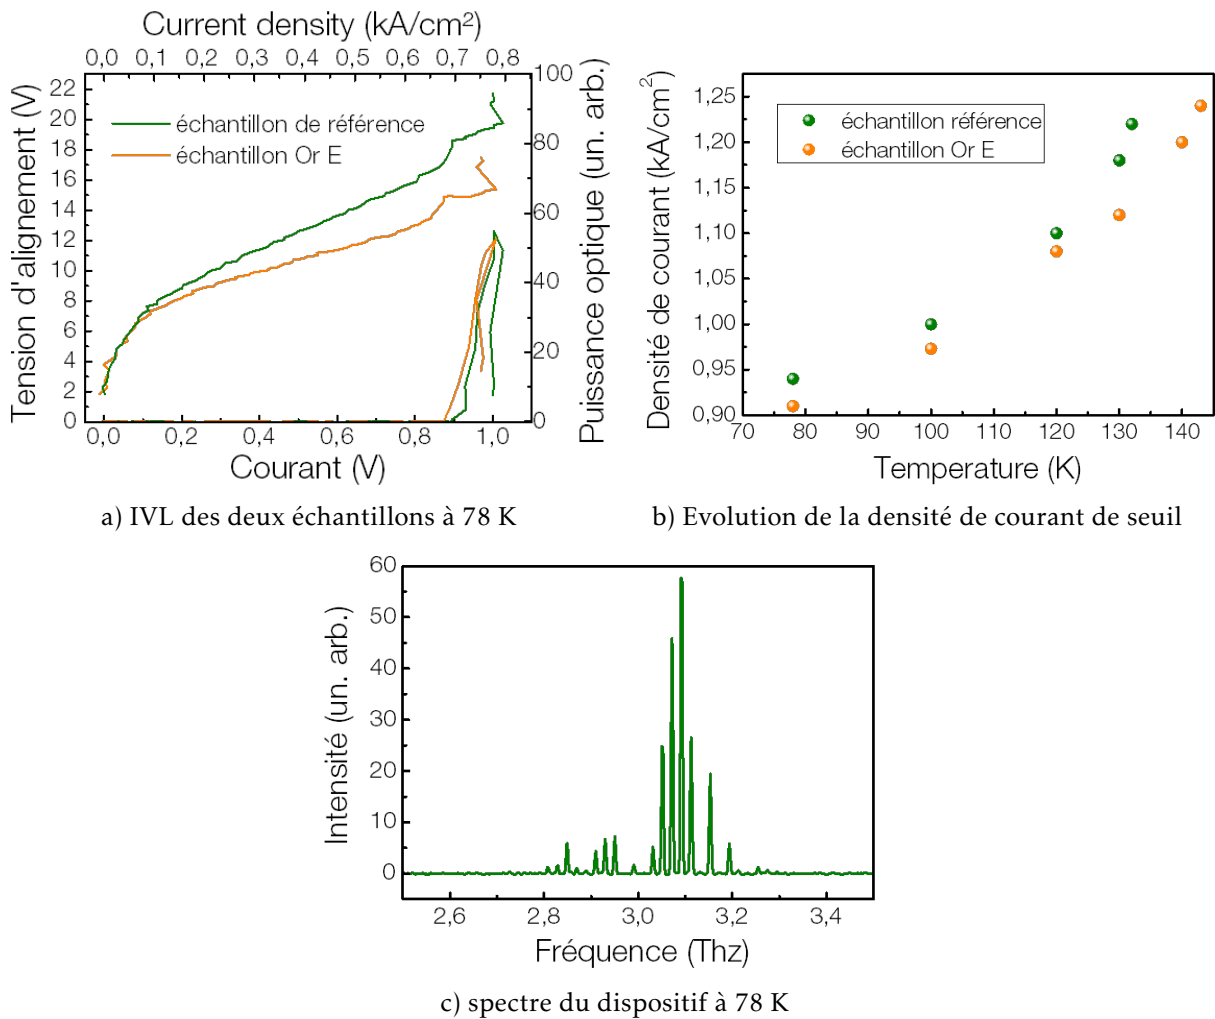 Current density (kA/cm²)
0,0 0,1 0,2 0,3 0,4 0,5 0,6 0,7 0,8
Tension d'alignement (V)
22
20
18
16
14
12
10
8
6
4
2
0
échantillon de référence
échantillon Or E
100
80
60
40
20
0
Puissance optique (un. arb.)
0,0 0,2 0,4 0,6 0,8 1,0
Courant (V)
a) IVL des deux échantillons à 78 K
Densité de courant (kA/cm²)
1,25
1,20
1,15
1,10
1,05
1,00
0,95
0,90
échantillon référence
échantillon Or E
70 80 90 100 110 120 130 140
Temperature (K)
b) Evolution de la densité de courant de seuil
Intensité (un. arb.)
60
50
40
30
20
10
0
2,6 2,8 3,0 3,2 3,4
Fréquence (Thz)
c) spectre du dispositif à 78 K